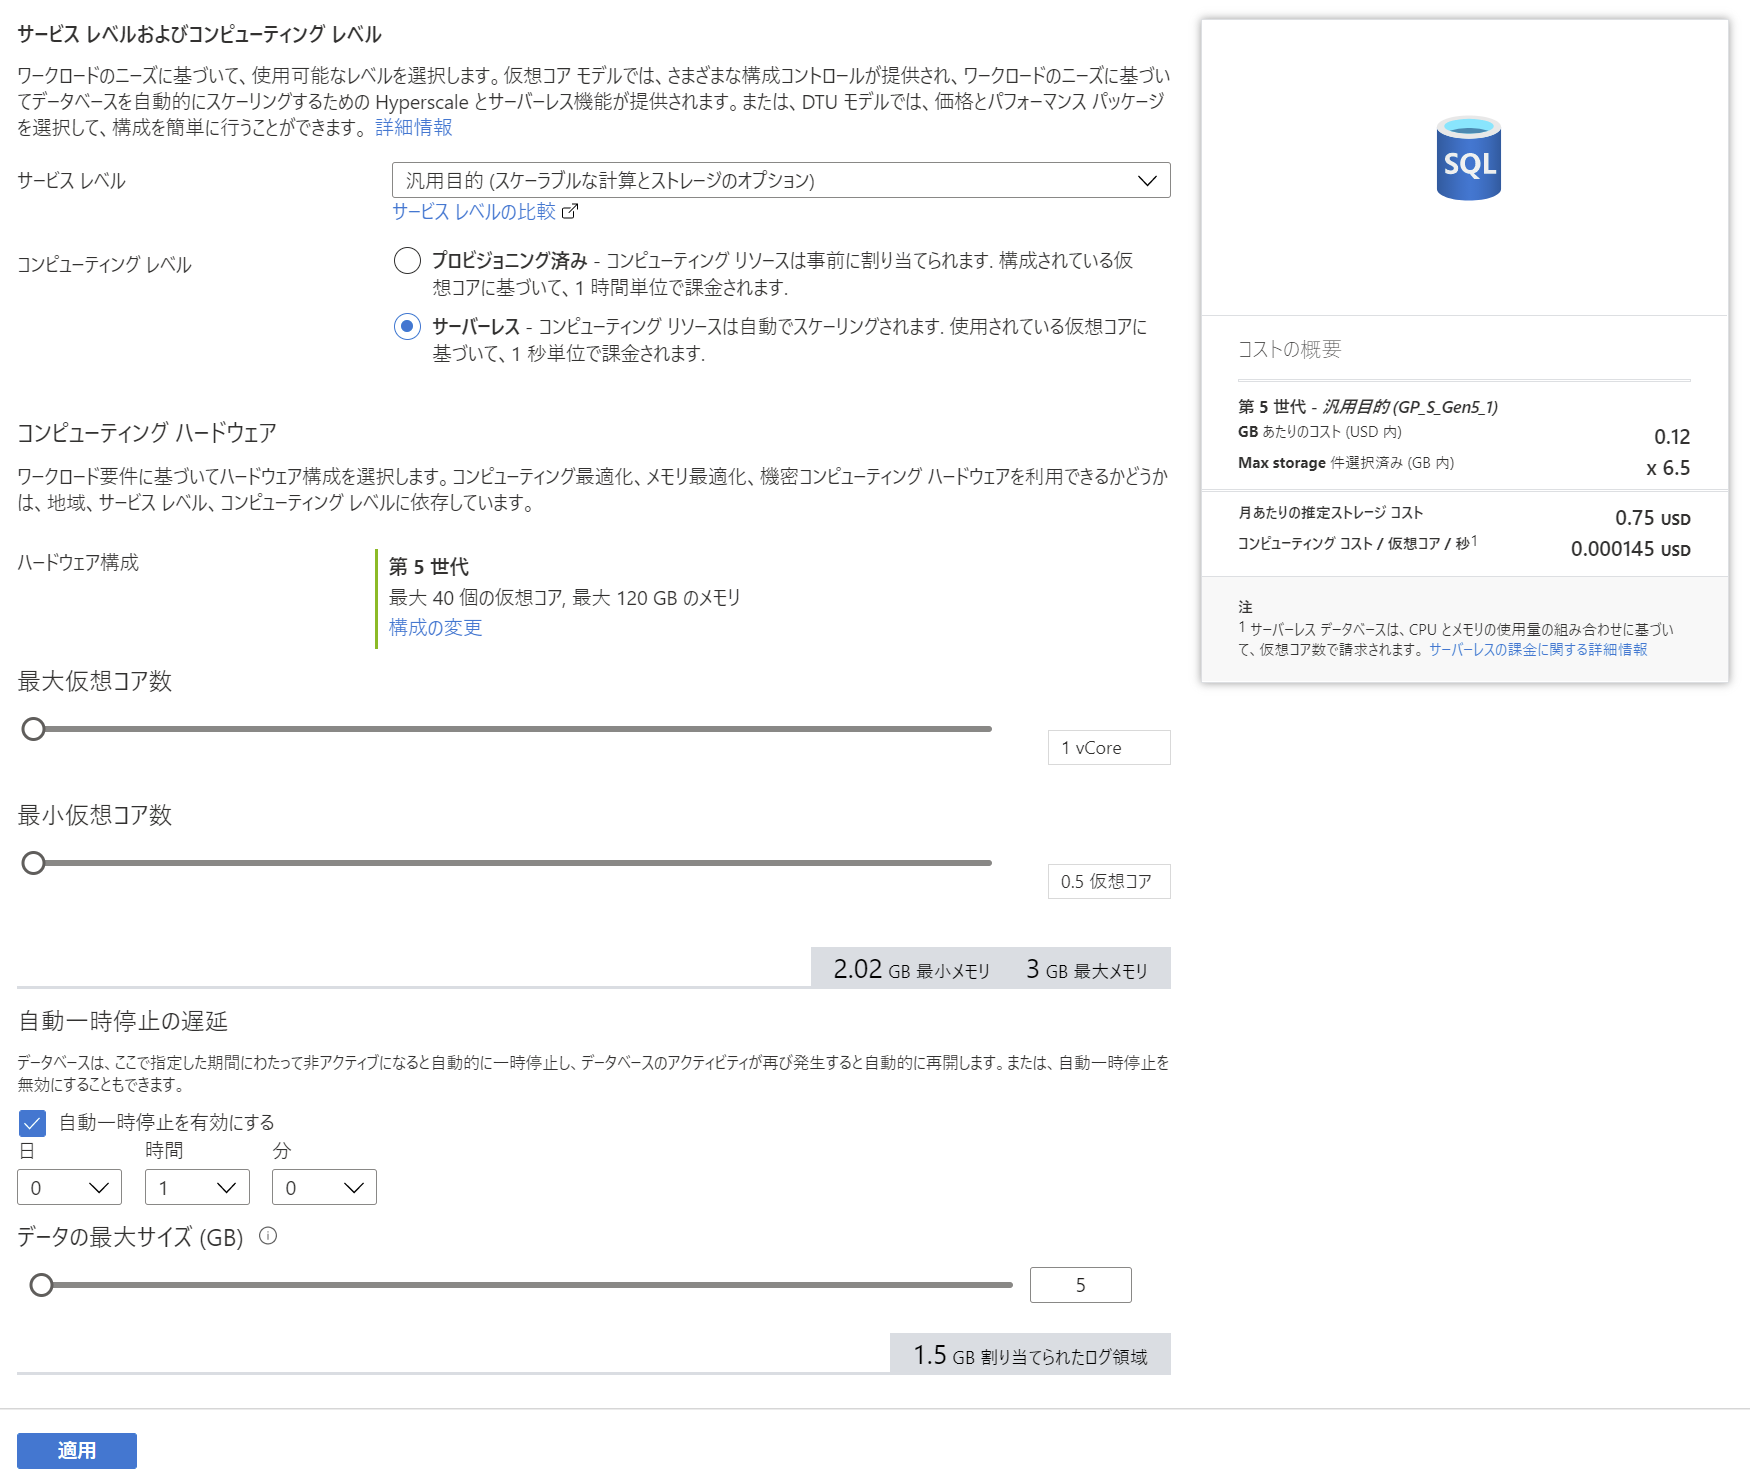 サービス レベルおよびコンピューティング レベル
ワークロードのニーズに基づいて、使用可能なレベルを選択します。仮想コア モデルでは、さまざまな構成コントロールが提供され、ワークロードのニーズに基づい
てデータベースを自動的にスケーリングするための Hyperscale とサーバーレス機能が提供されます。または、DTU モデルでは、価格とパフォーマンス パッケージ
を選択して、構成を簡単に行うことができます。 詳細情報
サービス レベル
汎用目的 (スケーラブルな計算とストレージのオプション)
サービス レベルの比較
コンピューティング レベル
プロビジョニング済み - コンピューティング リソースは事前に割り当てられます. 構成されている仮
想コアに基づいて、1 時間単位で課金されます.
サーバーレス - コンピューティング リソースは自動でスケーリングされます. 使用されている仮想コアに
基づいて、1 秒単位で課金されます.
コンピューティング ハードウェア
ワークロード要件に基づいてハードウェア構成を選択します。コンピューティング最適化、メモリ最適化、機密コンピューティング ハードウェアを利用できるかどうか
は、地域、サービス レベル、コンピューティング レベルに依存しています。
ハードウェア構成
第 5 世代
最大 40 個の仮想コア, 最大 120 GB のメモリ
構成の変更
最大仮想コア数
1 vCore
最小仮想コア数
0.5 仮想コア
2.02 GB 最小メモリ 3 GB 最大メモリ
自動一時停止の遅延
データベースは、ここで指定した期間にわたって非アクティブになると自動的に一時停止し、データベースのアクティビティが再び発生すると自動的に再開します。または、自動一時停止を
無効にすることもできます。
自動一時停止を有効にする
日 時間 分
0 1 0
データの最大サイズ (GB)
5
1.5 GB 割り当てられたログ領域
適用
SQL
コストの概要
第 5 世代 - 汎用目的 (GP_S_Gen5_1)
GB あたりのコスト (USD 内) 0.12
Max storage 件選択済み (GB 内) x 6.5
月あたりの推定ストレージ コスト 0.75 USD
コンピューティング コスト / 仮想コア / 秒1 0.000145 USD
注
1 サーバーレス データベースは、CPU とメモリの使用量の組み合わせに基づい
て、仮想コア数で請求されます。 サーバーレスの課金に関する詳細情報